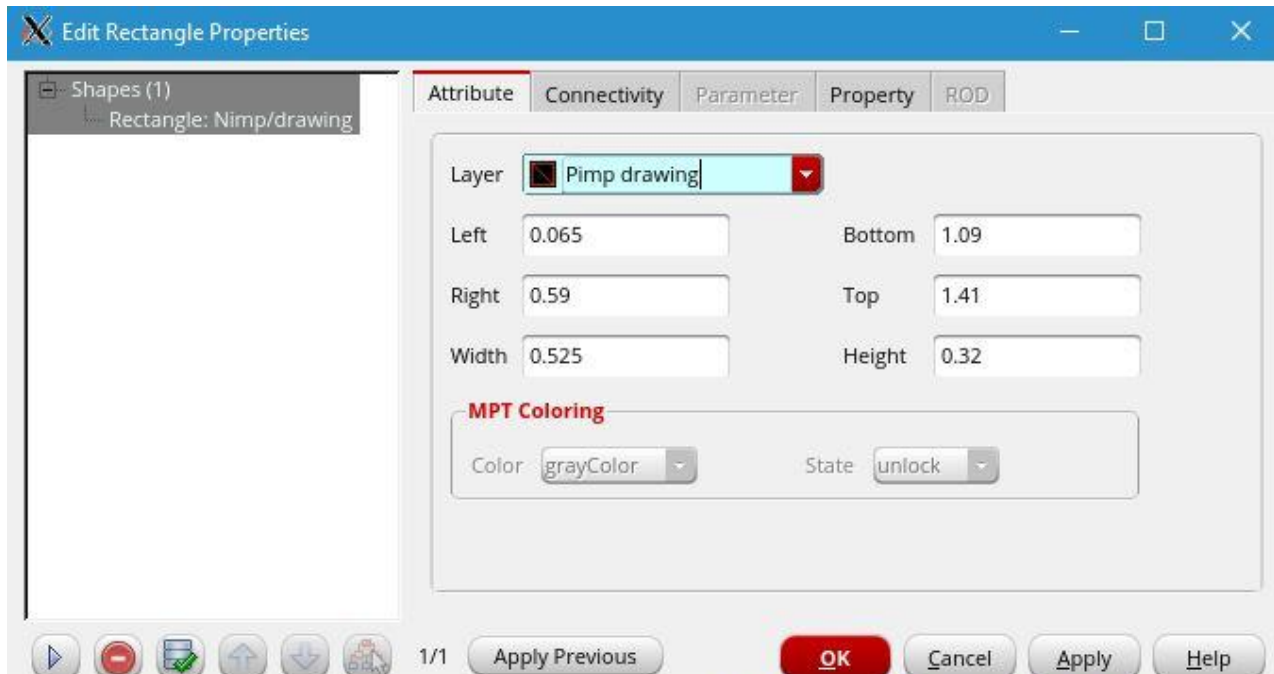 Edit Rectangle Properties
Shapes (1)
Rectangle: Nimp/drawing
Attribute Connectivity Parameter Property ROD
Layer Pimp drawing
Left 0.065 Bottom 1.09
Right 0.59 Top 1.41
Width 0.525 Height 0.32
MPT Coloring
Color grayColor State unlock
1/1 Apply Previous OK Cancel Apply Help